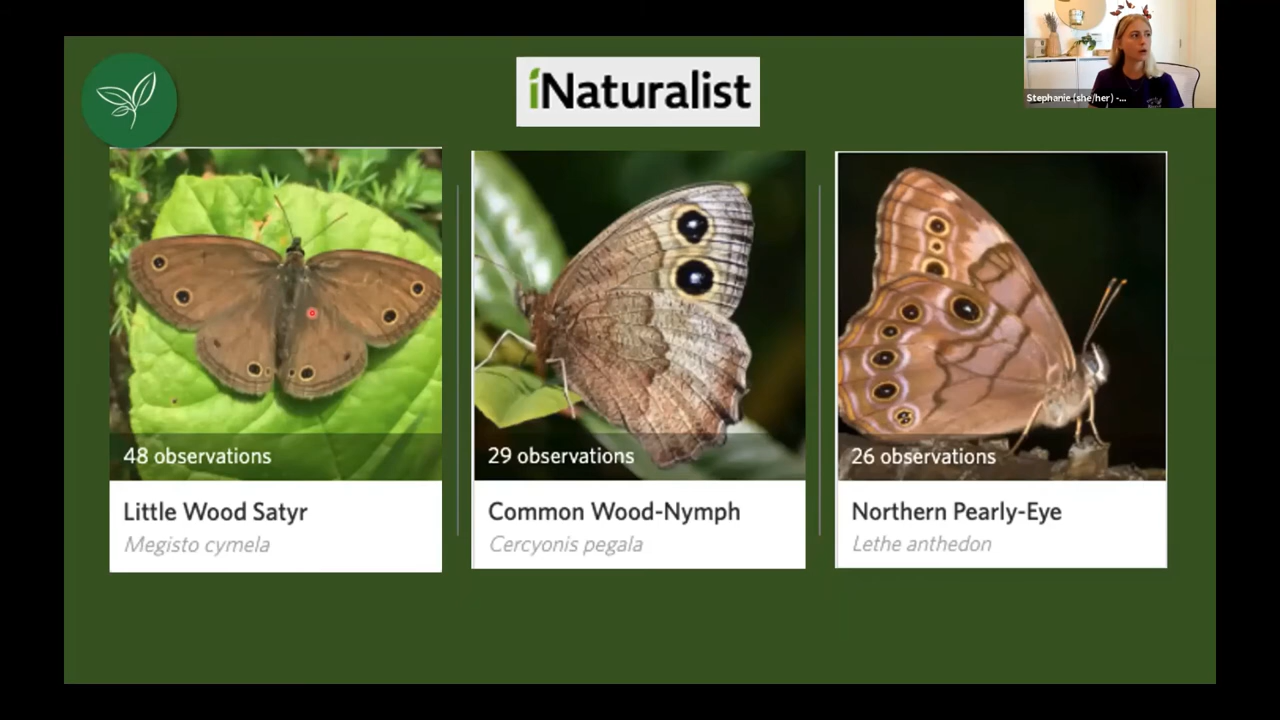 iNaturalist
Stephanie (she/her) -...
48 observations
Little Wood Satyr
Megisto cymela
29 observations
Common Wood-Nymph
Cercyonis pegala
26 observations
Northern Pearly-Eye
Lethe anthedon